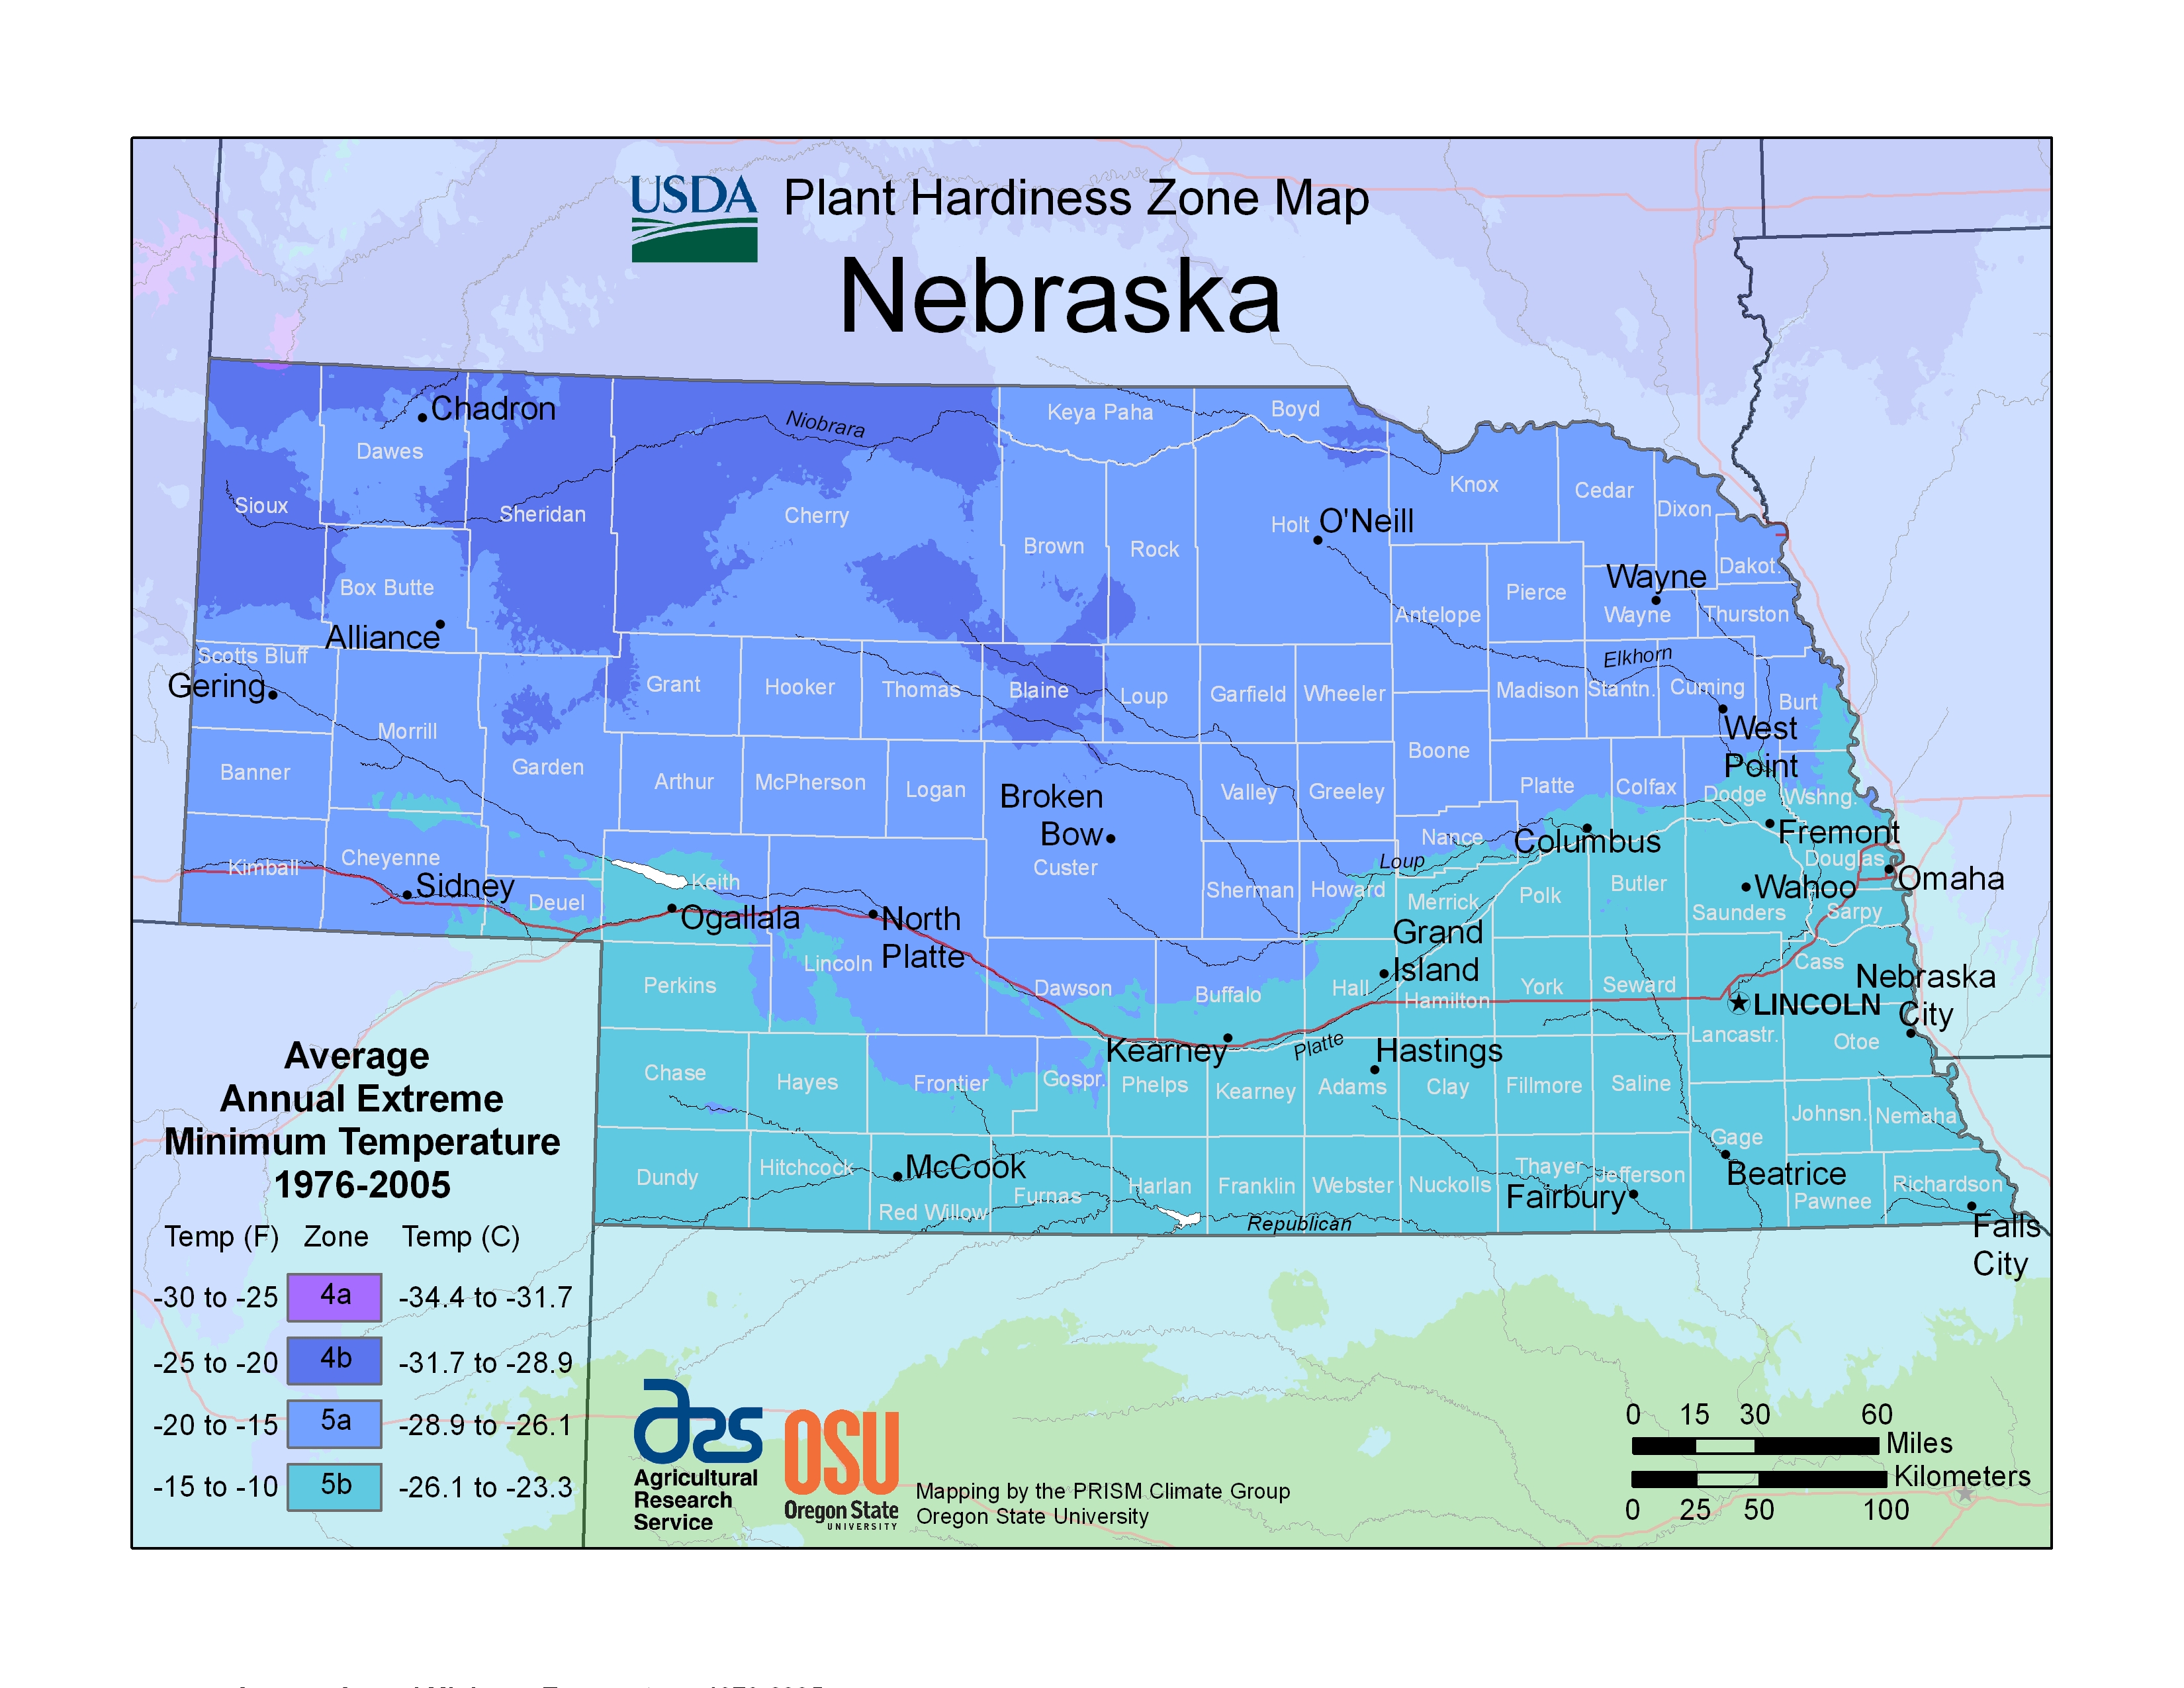 USDA Plant Hardiness Zone Map
Nebraska
Chadron
Niobrara
Keya Paha
Boyd
Dawes
Sioux
Sheridan
Cherry
Brown
Rock
Holt
O'Neill
Knox
Cedar
Dixon
Dakot.
Box Butte
Alliance
Antelope
Pierce
Wayne
Wayne
Thurston
Scotts Bluff
Gering
Morrill
Grant
Hooker
Thomas
Blaine
Loup
Garfield
Wheeler
Elkhorn
Madison
Stantn.
Cuming
Burt
West
Point
Banner
Garden
Arthur
McPherson
Logan
Broken
Bow
Custer
Valley
Greeley
Boone
Platte
Colfax
Dodge
Wshng.
Nance
Columbus
Fremont
Kimball
Cheyenne
Sidney
Deuel
Keith
Ogallala
North
Platte
Lincoln
Sherman
Howard
Loup
Merrick
Polk
Butler
Wahoo
Saunders
Douglas
Omaha
Sarpy
Grand
Island
Perkins
Dawson
Buffalo
Hall
Hamilton
York
Seward
LINCOLN
Lancastr.
Cass
Nebraska
City
Otoe
Kearney
Platte
Hastings
Chase
Hayes
Frontier
Gospr.
Phelps
Kearney
Adams
Clay
Fillmore
Saline
Johnsn.
Nemaha
Gage
Beatrice
Dundy
Hitchcock
McCook
Red Willow
Furnas
Harlan
Franklin
Webster
Nuckolls
Thayer
Jefferson
Fairbury
Pawnee
Richardson
Falls
City
Republican
Average
Annual Extreme
Minimum Temperature
1976-2005
Temp (F) Zone Temp (C)
-30 to -25 4a -34.4 to -31.7
-25 to -20 4b -31.7 to -28.9
-20 to -15 5a -28.9 to -26.1
-15 to -10 5b -26.1 to -23.3
ars
Agricultural
Research
Service
OSU
Oregon State
UNIVERSITY
Mapping by the PRISM Climate Group
Oregon State University
0 15 30 60
Miles
Kilometers
0 25 50 100